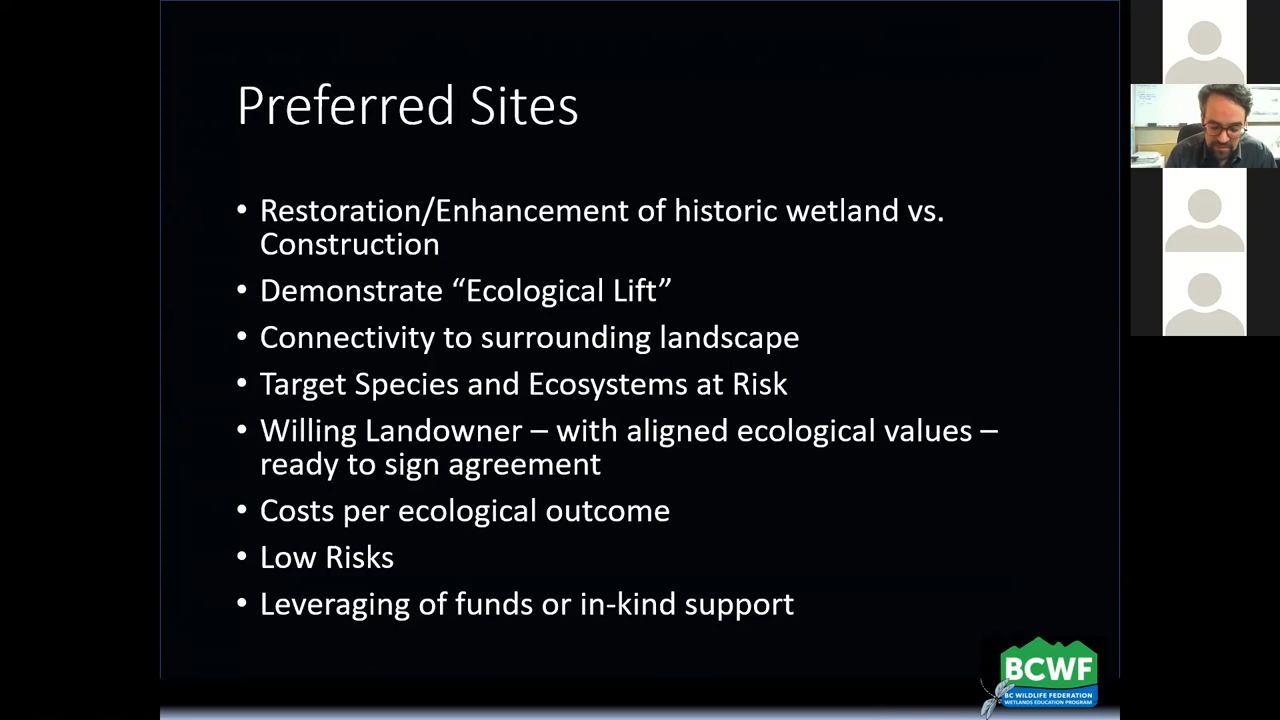 Preferred Sites
• Restoration/Enhancement of historic wetland vs.
Construction
• Demonstrate “Ecological Lift”
• Connectivity to surrounding landscape
• Target Species and Ecosystems at Risk
• Willing Landowner – with aligned ecological values –
ready to sign agreement
• Costs per ecological outcome
• Low Risks
• Leveraging of funds or in-kind support
BCWF
BC WILDLIFE FEDERATION
WETLANDS EDUCATION PROGRAM